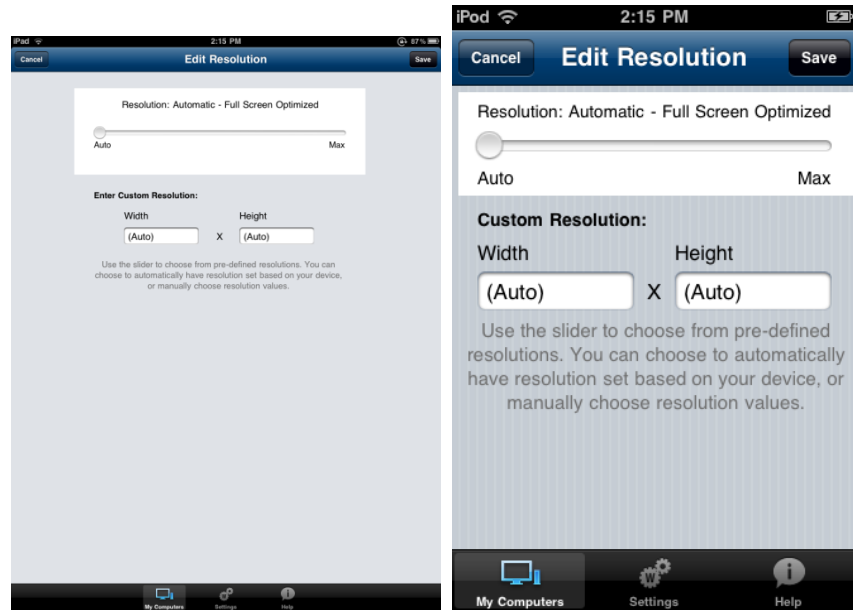 iPad 2:15 PM 87%
Cancel Edit Resolution Save
Resolution: Automatic - Full Screen Optimized
Auto Max
Enter Custom Resolution:
Width Height
(Auto) X (Auto)
Use the slider to choose from pre-defined resolutions. You can
choose to automatically have resolution set based on your device,
or manually choose resolution values.
My Computers Settings Help
iPod 2:15 PM
Cancel Edit Resolution Save
Resolution: Automatic - Full Screen Optimized
Auto Max
Custom Resolution:
Width Height
(Auto) X (Auto)
Use the slider to choose from pre-defined
resolutions. You can choose to automatically
have resolution set based on your device, or
manually choose resolution values.
My Computers Settings Help